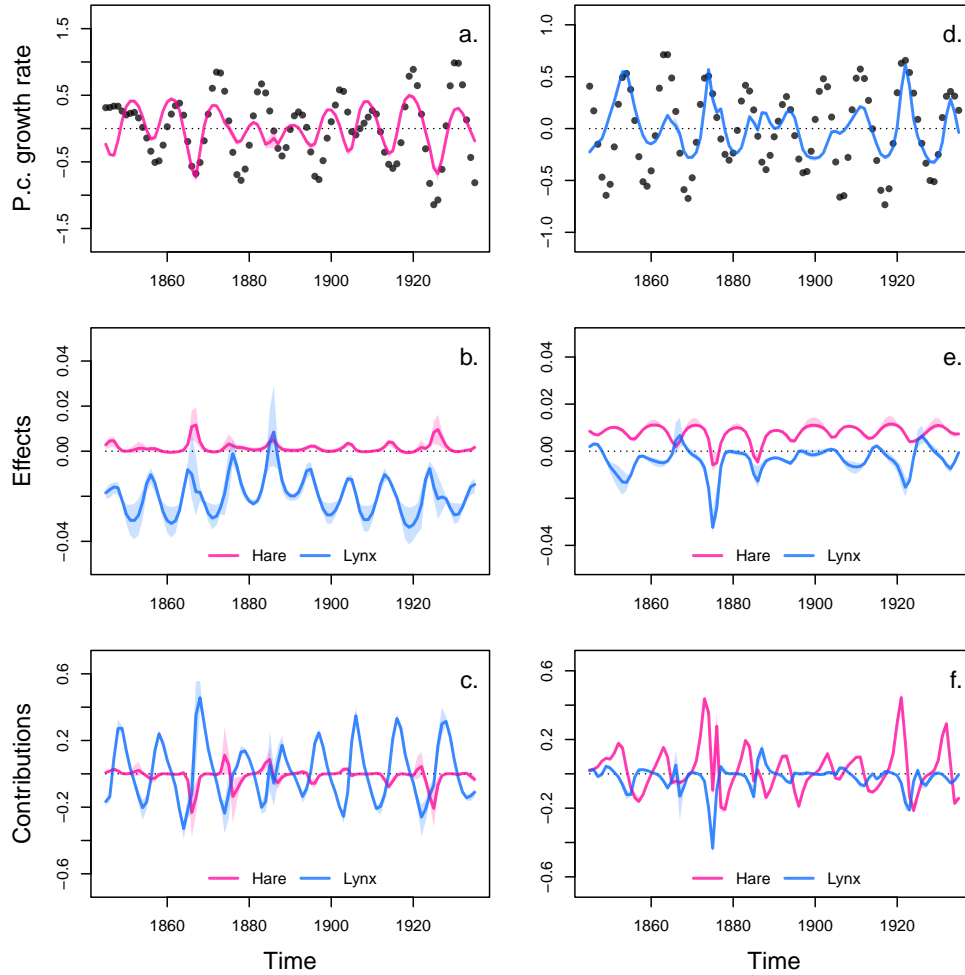 a.
P.c. growth rate
1.5
0.5
−0.5
−1.5
1860 1880 1900 1920
d.
1.0
0.5
0.0
−0.5
−1.0
1860 1880 1900 1920
b.
Effects
0.04
0.02
0.00
−0.04
Hare Lynx
1860 1880 1900 1920
e.
0.04
0.02
0.00
−0.04
Hare Lynx
1860 1880 1900 1920
c.
Contributions
0.6
0.2
−0.2
−0.6
Hare Lynx
1860 1880 1900 1920
Time
f.
0.6
0.2
−0.2
−0.6
Hare Lynx
1860 1880 1900 1920
Time